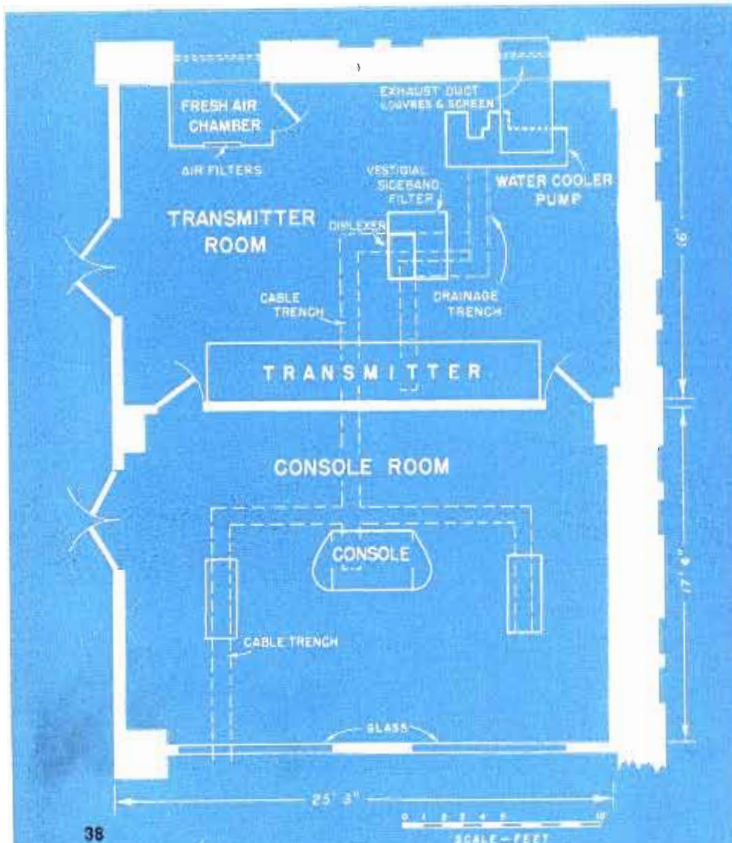 FRESH AIR
CHAMBER
AIR FILTERS
EXHAUST DUCT
LOUVRES & SCREEN
WATER COOLER
PUMP
VESTIGIAL
SIDEBAND
FILTER
DIPLEXER
TRANSMITTER
ROOM
CABLE
TRENCH
DRAINAGE
TRENCH
16'
TRANSMITTER
CONSOLE ROOM
CONSOLE
CABLE TRENCH
GLASS
25' 3"
0 1 2 3 4 5 10'
SCALE - FEET
38